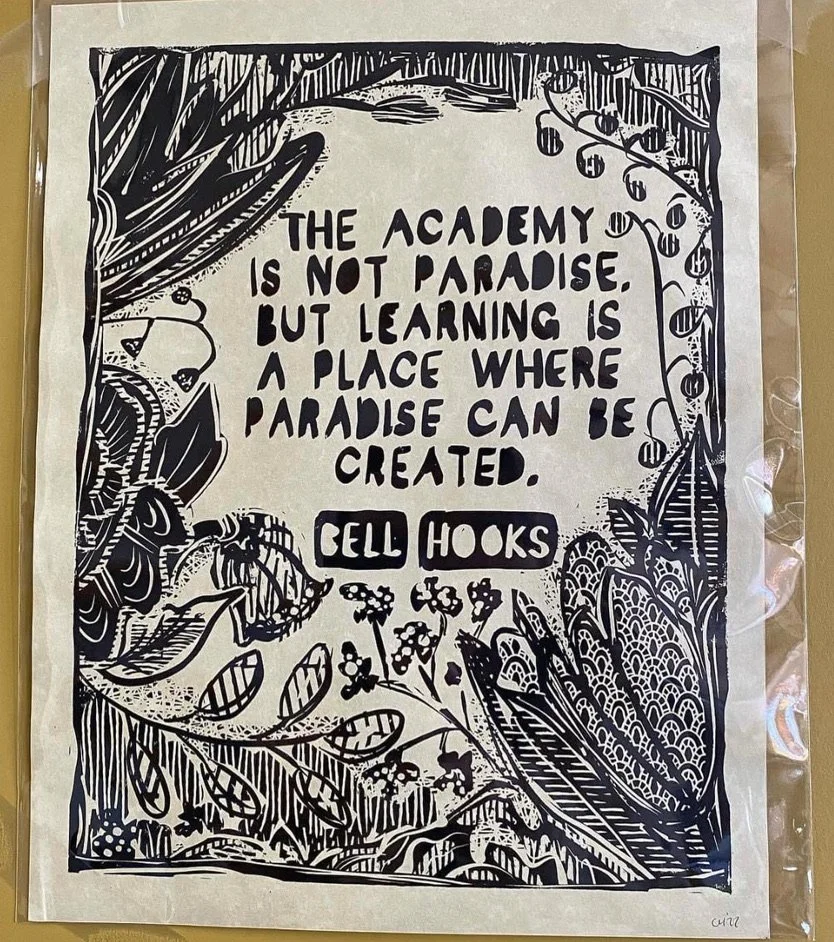 THE ACADEMY
IS NOT PARADISE.
BUT LEARNING IS
A PLACE WHERE
PARADISE CAN BE
CREATED.
BELL HOOKS